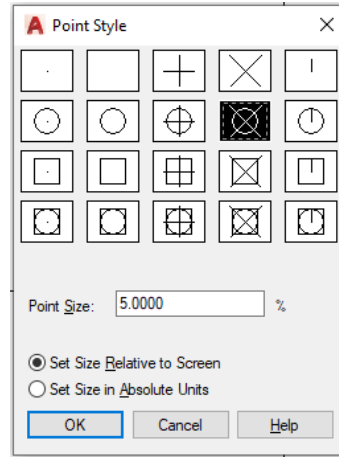 Point Style
Point Size: 5.0000 %
Set Size Relative to Screen
Set Size in Absolute Units
OK Cancel Help